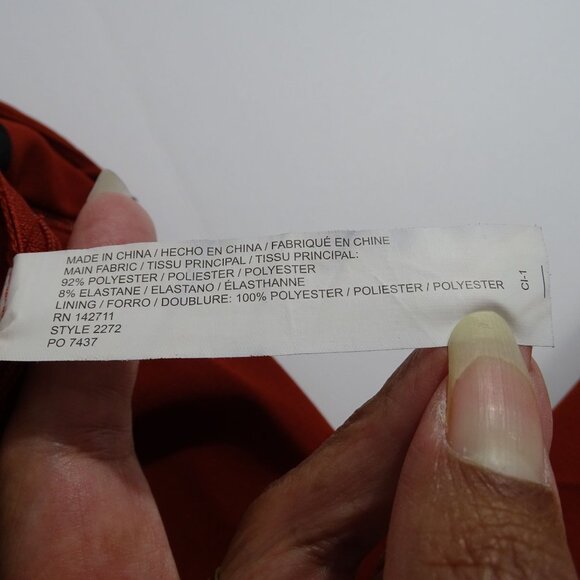 MADE IN CHINA / HECHO EN CHINA / FABRIQUÉ EN CHINE
MAIN FABRIC / TISSU PRINCIPAL / TISSU PRINCIPAL:
92% POLYESTER / POLIESTER / POLYESTER
8% ELASTANE / ELASTANO / ÉLASTHANNE
LINING / FORRO / DOUBLURE: 100% POLYESTER / POLIESTER / POLYESTER
RN 142711
STYLE 2272
PO 7437
CI-1